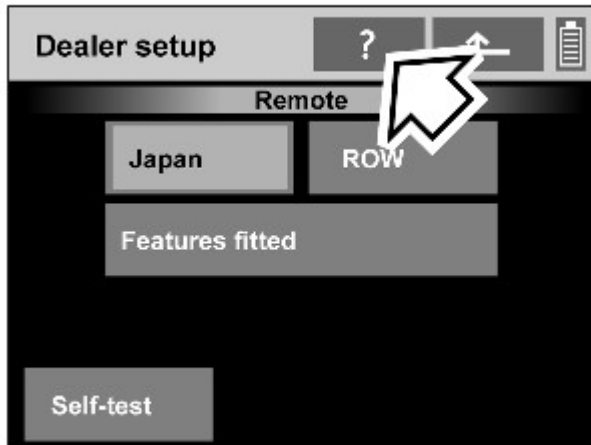 Dealer setup ?
Remote
Japan ROW
Features fitted
Self-test